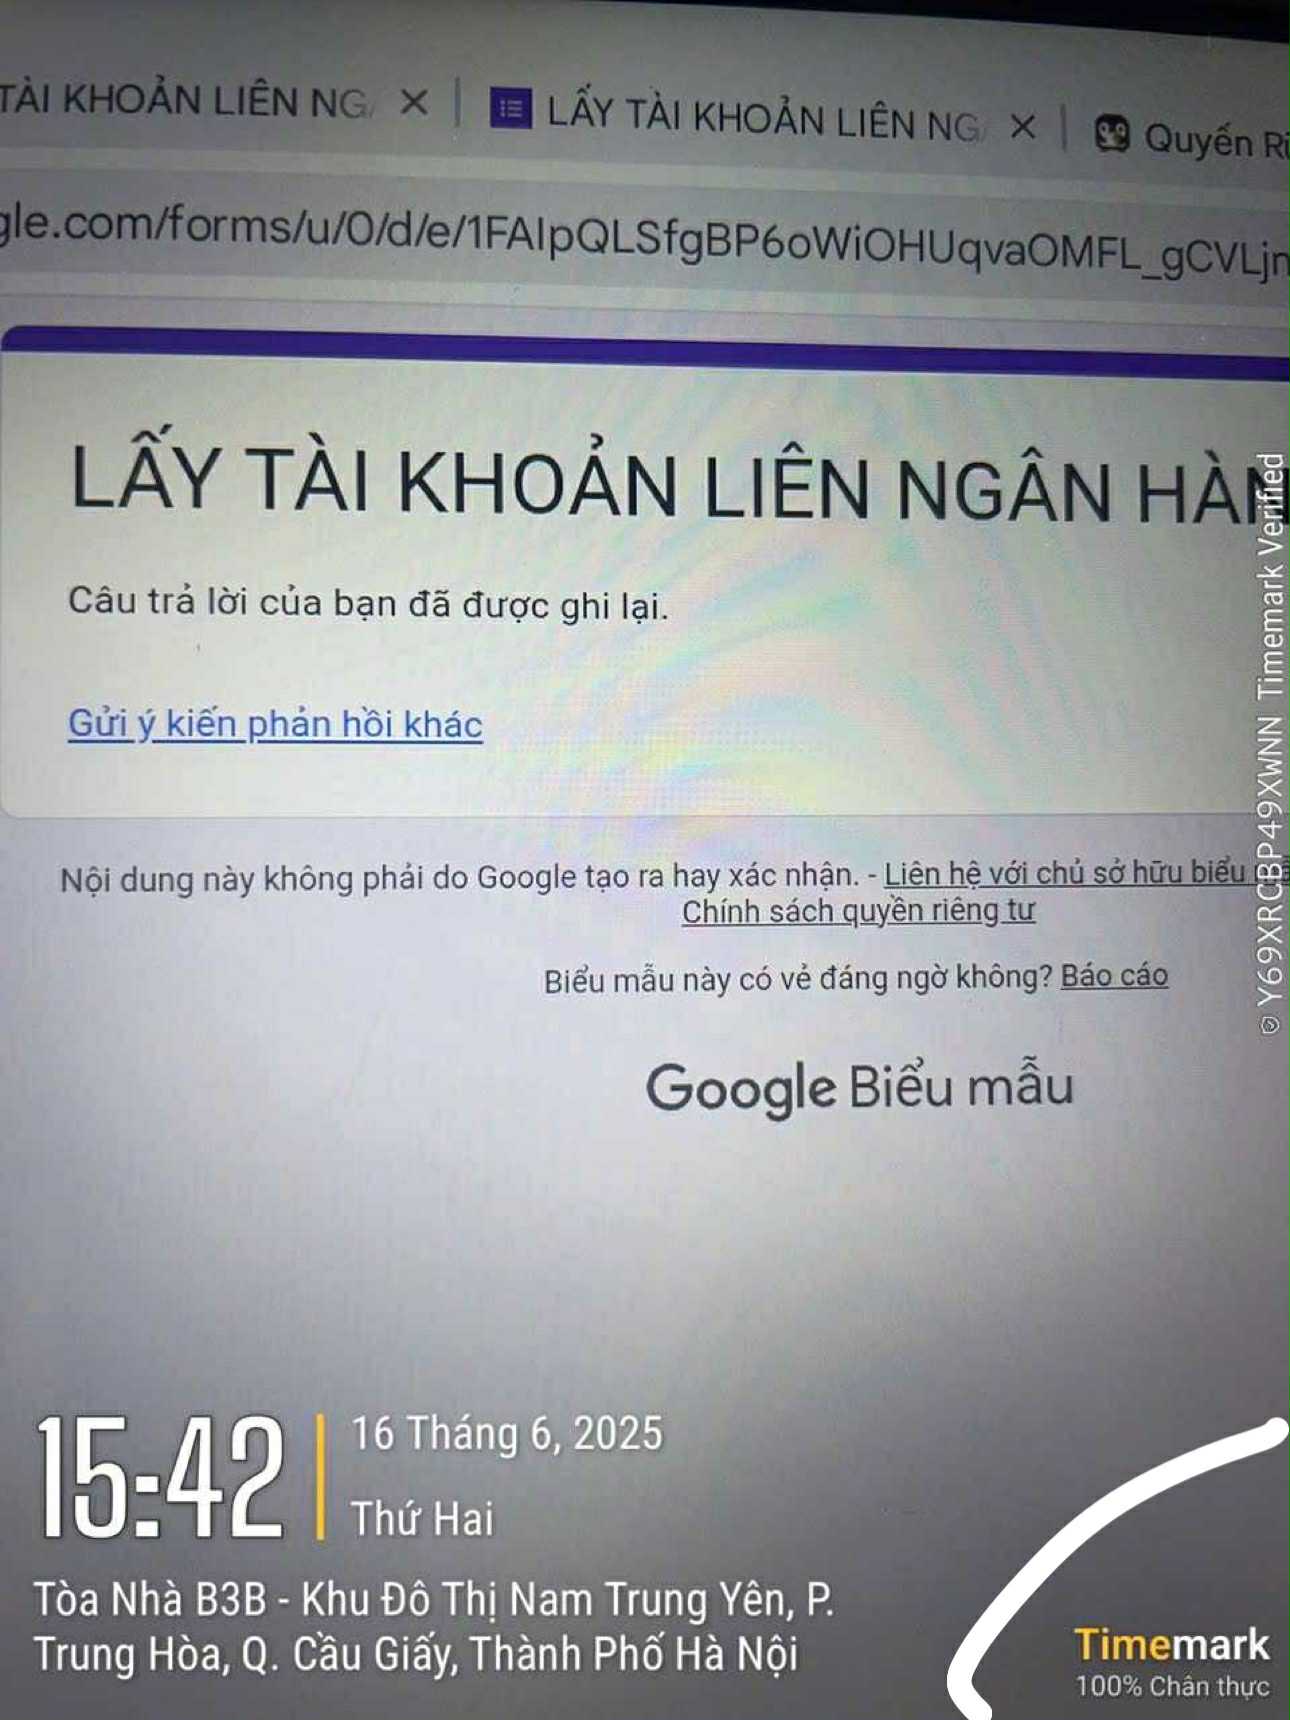 TÀI KHOẢN LIÊN NG
LẤY TÀI KHOẢN LIÊN NG
Quyến
gle.com/forms/u/0/d/e/1FAIpQLSfgBP6oWiOHUqvaOMFL_gCVLjn
LẤY TÀI KHOẢN LIÊN NGÂN HÀN
Câu trả lời của bạn đã được ghi lại.
Gửi ý kiến phản hồi khác
Nội dung này không phải do Google tạo ra hay xác nhận. - Liên hệ với chủ sở hữu biểu
Chính sách quyền riêng tư
Biểu mẫu này có vẻ đáng ngờ không? Báo cáo
Google Biểu mẫu
Y69XRCBP49XWNN Timemark Verified
15:42
16 Tháng 6, 2025
Thứ Hai
Tòa Nhà B3B - Khu Đô Thị Nam Trung Yên, P.
Trung Hòa, Q. Cầu Giấy, Thành Phố Hà Nội
Timemark
100% Chân thực